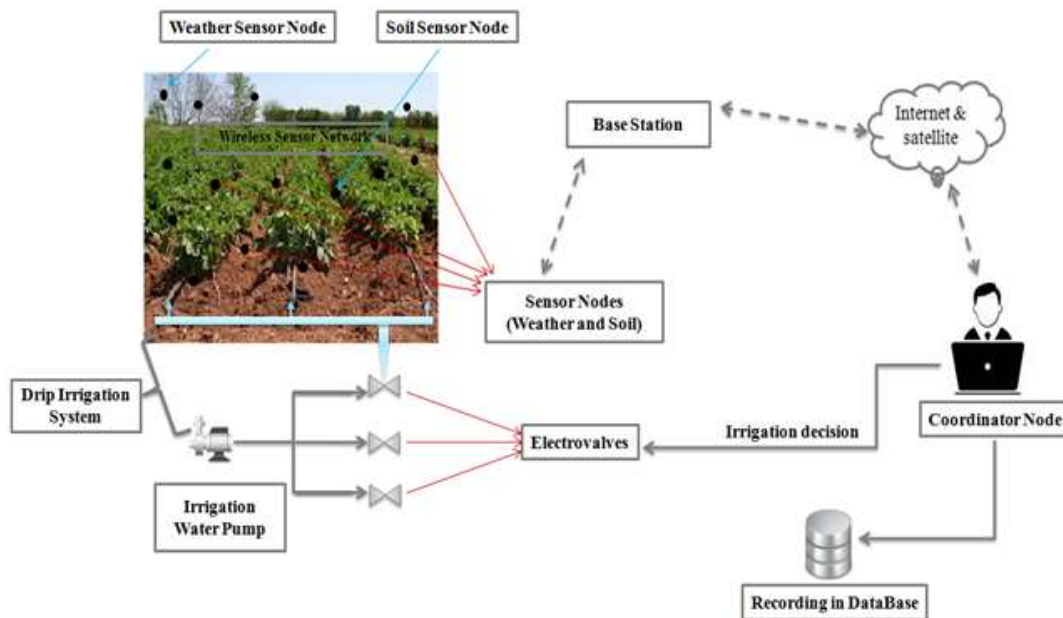 Weather Sensor Node
Soil Sensor Node
Wireless Sensor Network
Base Station
Internet &
satellite
Sensor Nodes
(Weather and Soil)
Drip Irrigation
System
Electrovalves
Irrigation decision
Coordinator Node
Irrigation
Water Pump
Recording in DataBase